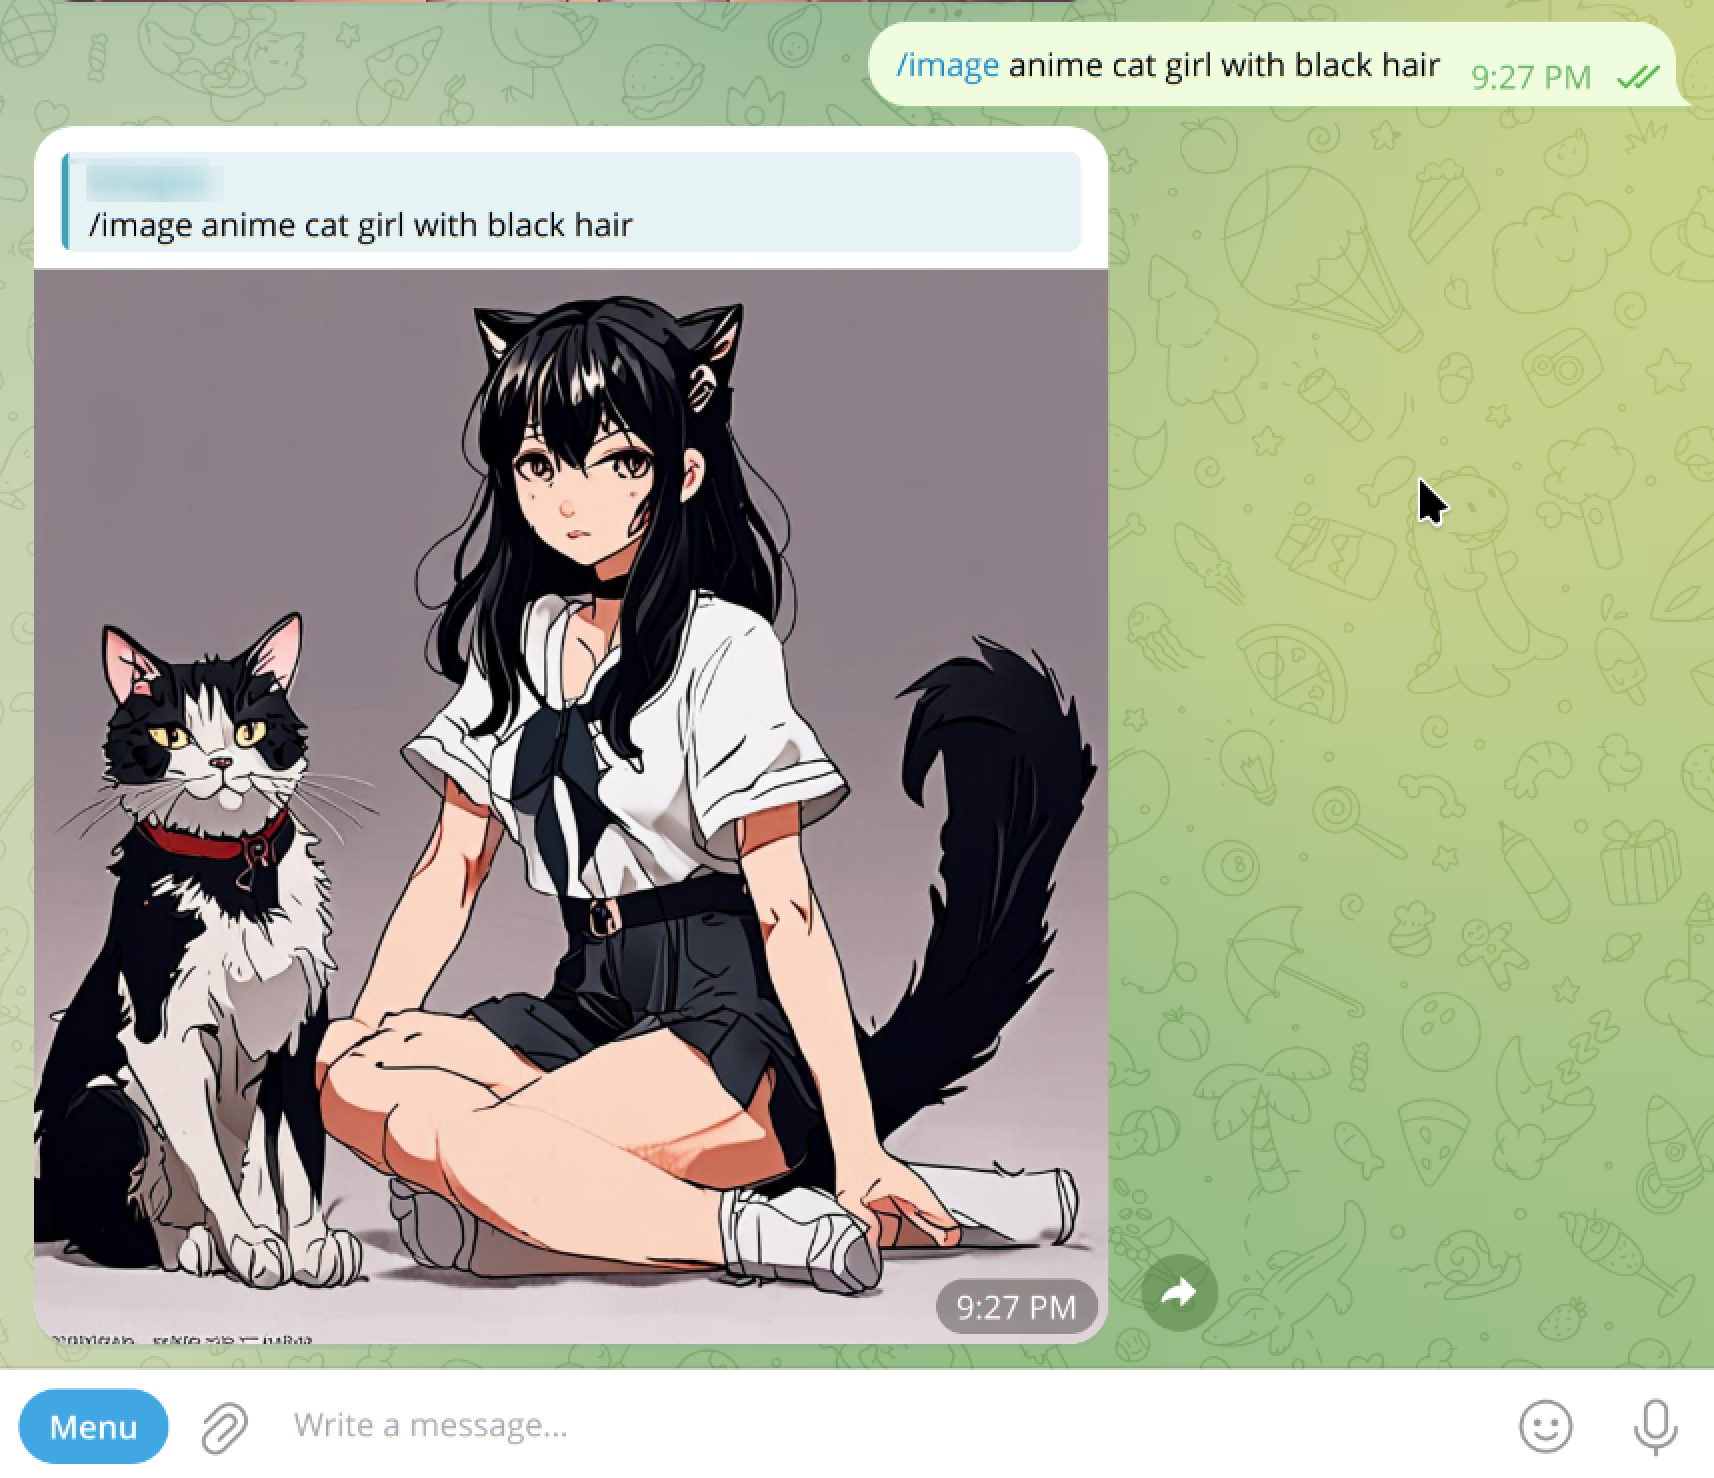 /image anime cat girl with black hair 9:27 PM
/image anime cat girl with black hair
9:27 PM
Menu
Write a message...